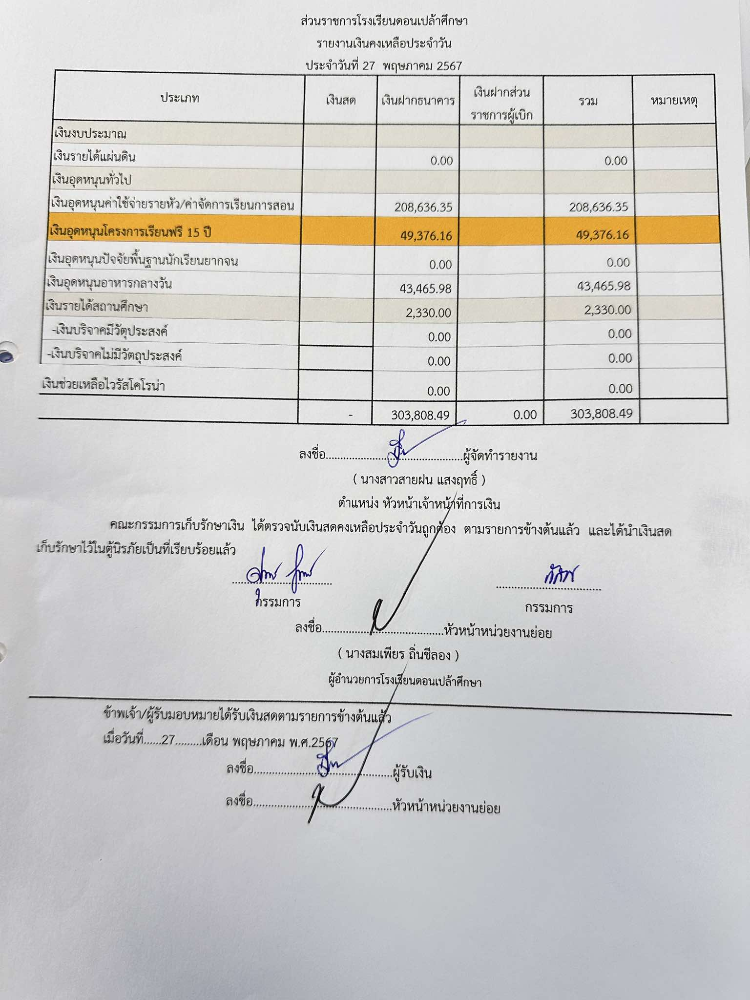 ส่วนราชการโรงเรียนดอนเปล้าศึกษา
รายงานเงินคงเหลือประจำวัน
ประจำวันที่ 27 พฤษภาคม 2567
ประเภท เงินสด เงินฝากธนาคาร เงินฝากส่วนราชการผู้เบิก รวม หมายเหตุ
เงินงบประมาณ
เงินรายได้แผ่นดิน 0.00 0.00
เงินอุดหนุนทั่วไป
เงินอุดหนุนค่าใช้จ่ายรายหัว/ค่าจัดการเรียนการสอน 208,636.35 208,636.35
เงินอุดหนุนโครงการเรียนฟรี 15 ปี 49,376.16 49,376.16
เงินอุดหนุนปัจจัยพื้นฐานนักเรียนยากจน 0.00 0.00
เงินอุดหนุนอาหารกลางวัน 43,465.98 43,465.98
เงินรายได้สถานศึกษา 2,330.00 2,330.00
-เงินบริจาคมีวัตุประสงค์ 0.00 0.00
-เงินบริจาคไม่มีวัตถุประสงค์ 0.00 0.00
เงินช่วยเหลือไวรัสโคโรน่า 0.00 0.00
- 303,808.49 0.00 303,808.49
ลงชื่อ...............................................ผู้จัดทำรายงาน
( นางสาวสายฝน แสงฤทธิ์ )
ตำแหน่ง หัวหน้าเจ้าหน้าที่การเงิน
คณะกรรมการเก็บรักษาเงิน ได้ตรวจนับเงินสดคงเหลือประจำวันถูกต้อง ตามรายการข้างต้นแล้ว และได้นำเงินสด
เก็บรักษาไว้ในตู้นิรภัยเป็นที่เรียบร้อยแล้ว
กรรมการ กรรมการ
ลงชื่อ..........................................หัวหน้าหน่วยงานย่อย
( นางสมเพียร ถิ่นชีลอง )
ผู้อำนวยการโรงเรียนดอนเปล้าศึกษา
ข้าพเจ้า/ผู้รับมอบหมายได้รับเงินสดตามรายการข้างต้นแล้ว
เมื่อวันที่......27.........เดือน พฤษภาคม พ.ศ.2567
ลงชื่อ...............................................ผู้รับเงิน
ลงชื่อ...............................................หัวหน้าหน่วยงานย่อย